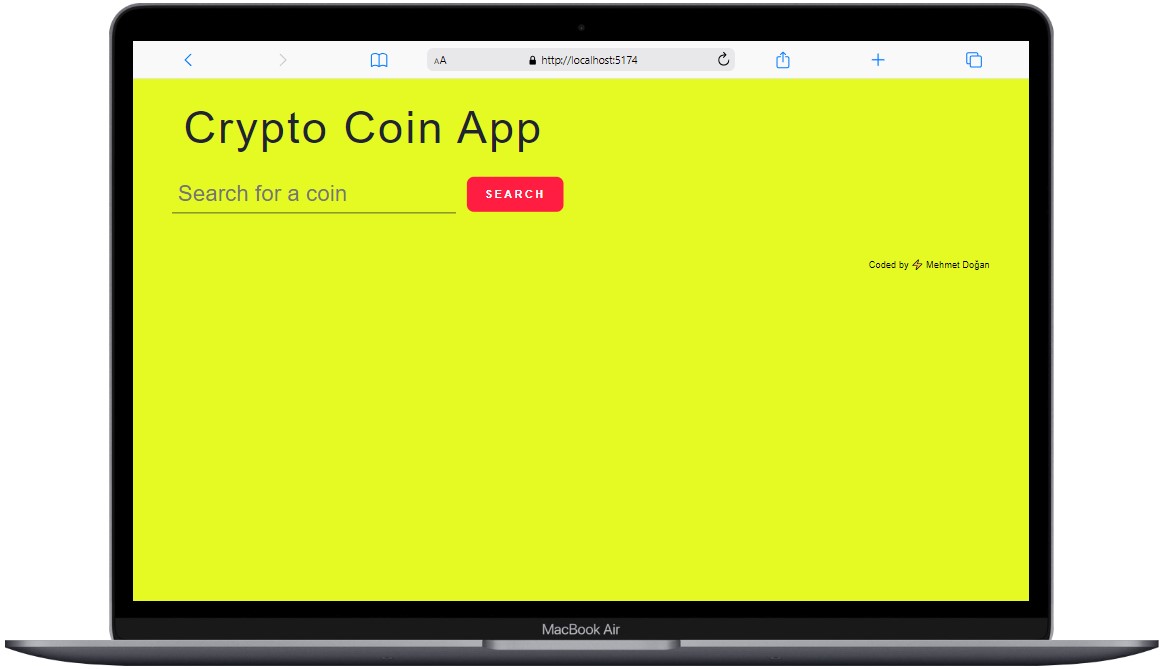 AA http://localhost:5174
Crypto Coin App
Search for a coin SEARCH
Coded by Mehmet Doğan
MacBook Air